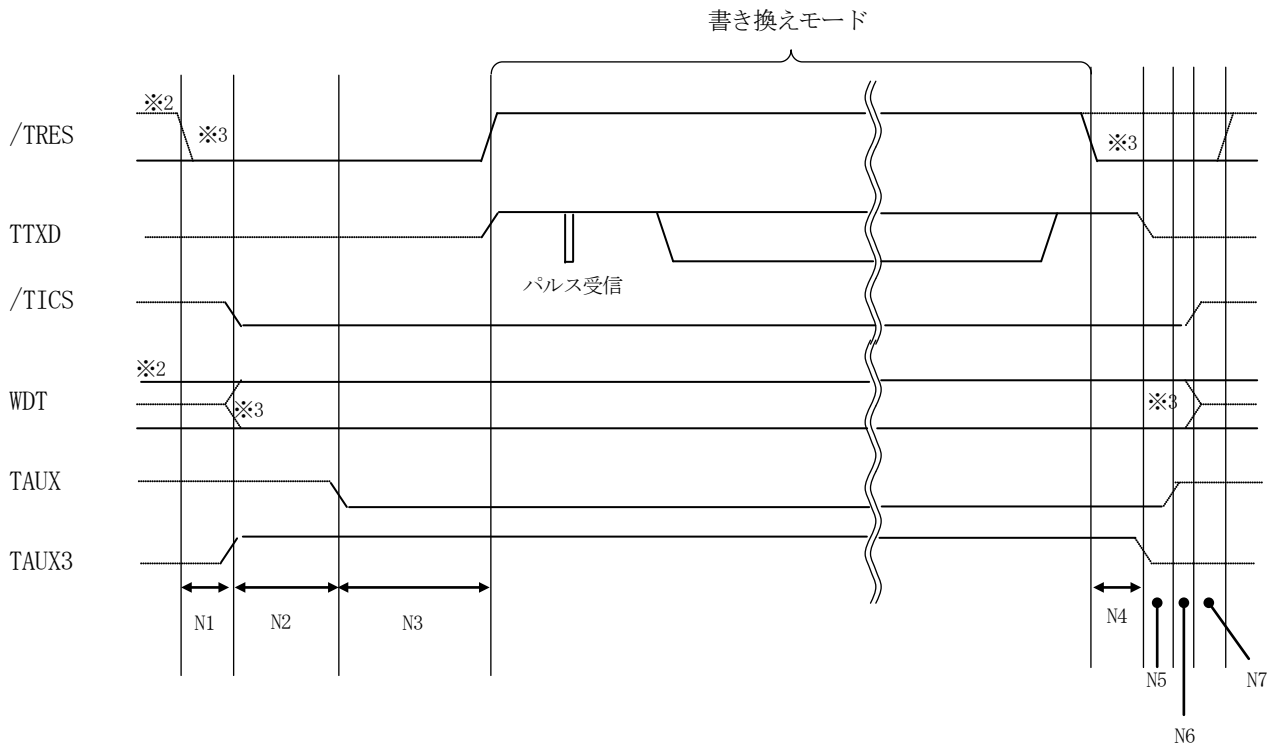 書き換えモード
※2
/TRES
※3
※3
TTXD
パルス受信
/TICS
※2
WDT
※3
※3
TAUX
TAUX3
N1
N2
N3
N4
N5
N7
N6